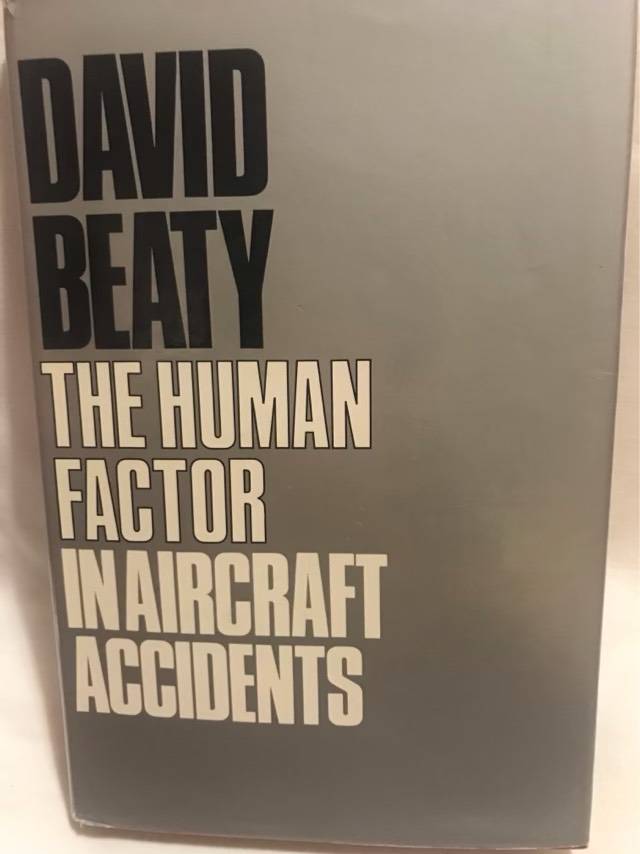 DAVID
BEATY
THE HUMAN
FACTOR
IN AIRCRAFT
ACCIDENTS